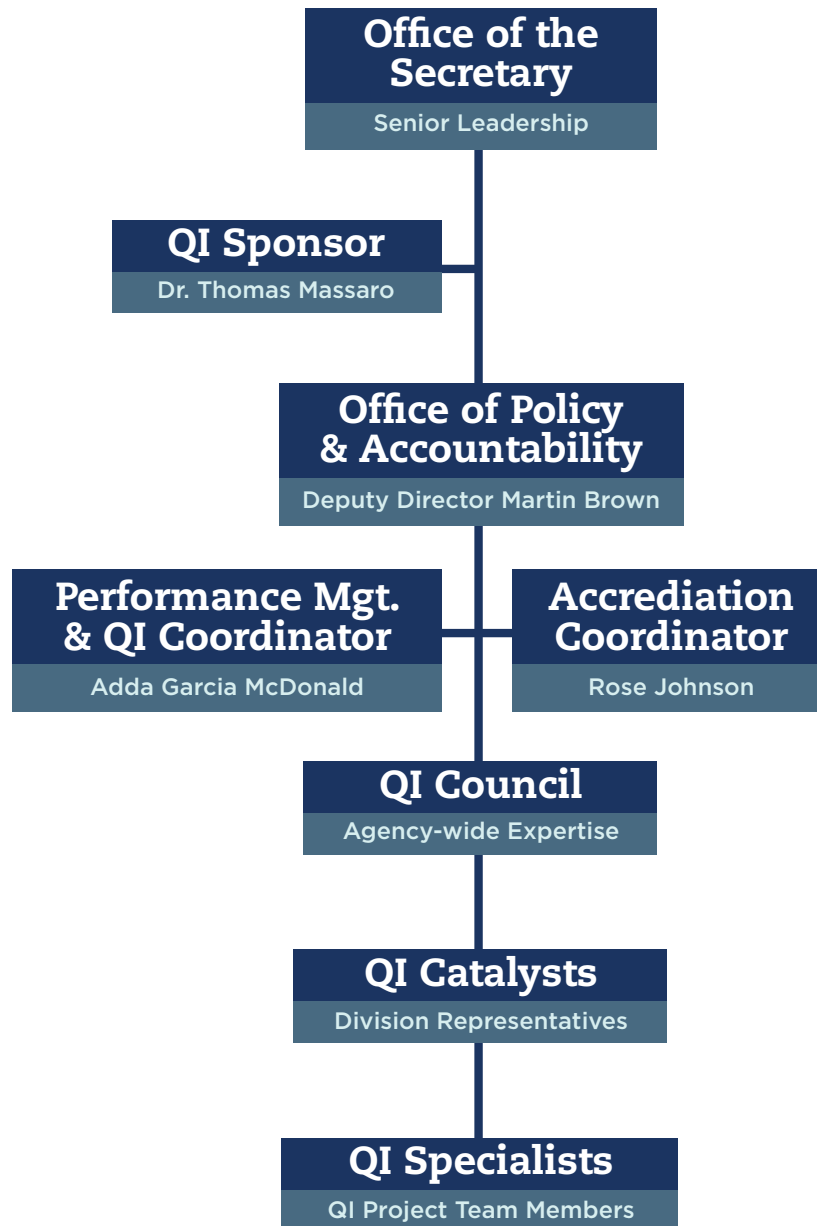 Office of the
Secretary
Senior Leadership
QI Sponsor
Dr. Thomas Massaro
Office of Policy
& Accountability
Deputy Director Martin Brown
Performance Mgt.
& QI Coordinator
Adda Garcia McDonald
Accrediation
Coordinator
Rose Johnson
QI Council
Agency-wide Expertise
QI Catalysts
Division Representatives
QI Specialists
QI Project Team Members